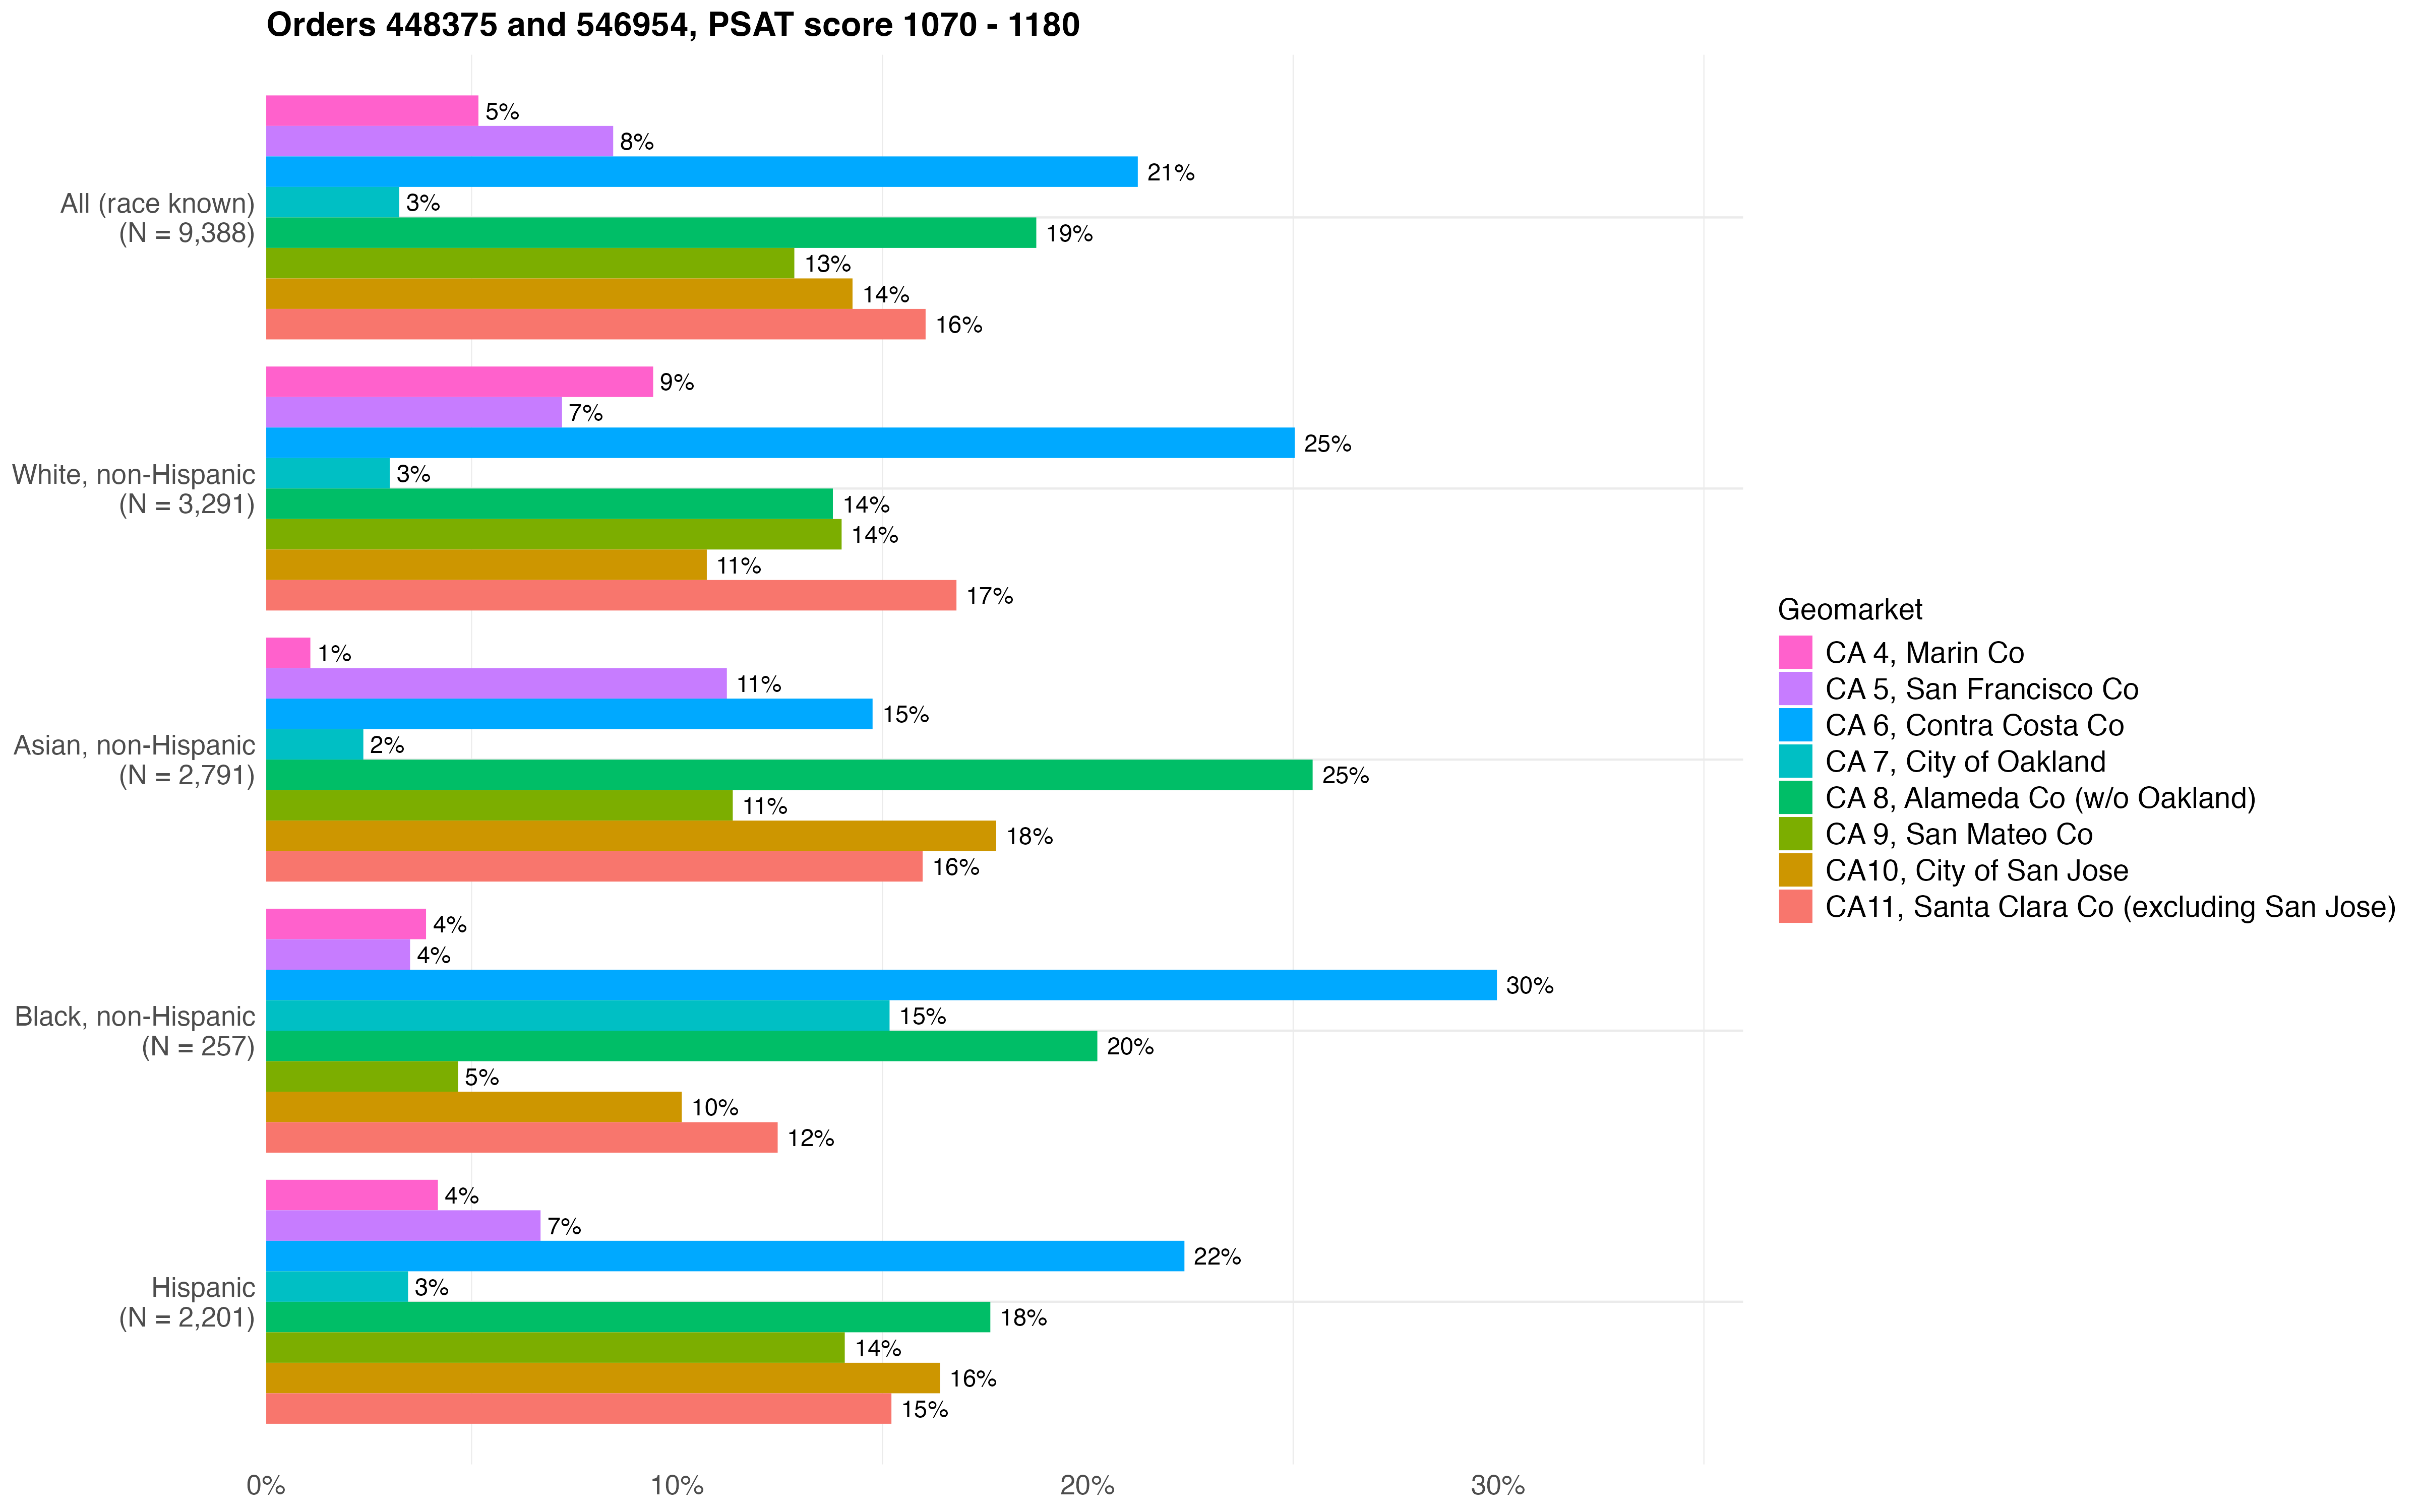 Orders 448375 and 546954, PSAT score 1070 - 1180
All (race known)
(N = 9,388)
5%
8%
21%
3%
19%
13%
14%
16%
White, non-Hispanic
(N = 3,291)
9%
7%
25%
3%
14%
14%
11%
17%
Asian, non-Hispanic
(N = 2,791)
1%
11%
15%
2%
25%
11%
18%
16%
Black, non-Hispanic
(N = 257)
4%
4%
30%
15%
20%
5%
10%
12%
Hispanic
(N = 2,201)
4%
7%
22%
3%
18%
14%
16%
15%
0% 10% 20% 30%
Geomarket
CA 4, Marin Co
CA 5, San Francisco Co
CA 6, Contra Costa Co
CA 7, City of Oakland
CA 8, Alameda Co (w/o Oakland)
CA 9, San Mateo Co
CA10, City of San Jose
CA11, Santa Clara Co (excluding San Jose)